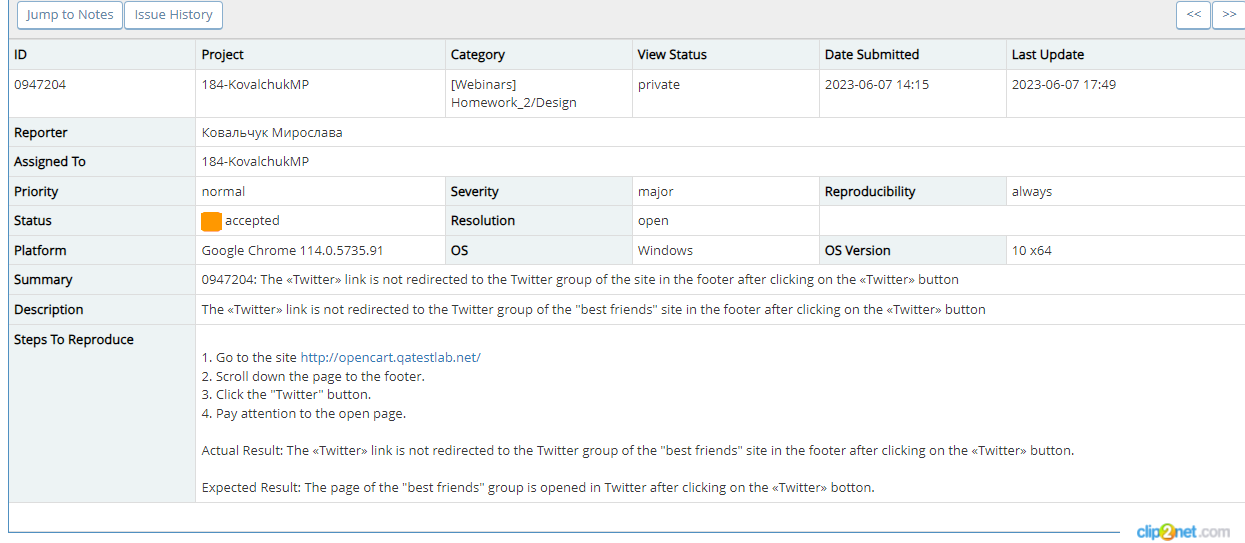 Jump to Notes Issue History << >>
ID Project Category View Status Date Submitted Last Update
0947204 184-KovalchukMP [Webinars] private 2023-06-07 14:15 2023-06-07 17:49
Homework_2/Design
Reporter Ковальчук Мирослава
Assigned To 184-KovalchukMP
Priority normal Severity major Reproducibility always
Status accepted Resolution open
Platform Google Chrome 114.0.5735.91 OS Windows OS Version 10 x64
Summary 0947204: The «Twitter» link is not redirected to the Twitter group of the site in the footer after clicking on the «Twitter» button
Description The «Twitter» link is not redirected to the Twitter group of the "best friends" site in the footer after clicking on the «Twitter» button
Steps To Reproduce
1. Go to the site http://opencart.qatestlab.net/
2. Scroll down the page to the footer.
3. Click the "Twitter" button.
4. Pay attention to the open page.
Actual Result: The «Twitter» link is not redirected to the Twitter group of the "best friends" site in the footer after clicking on the «Twitter» button.
Expected Result: The page of the "best friends" group is opened in Twitter after clicking on the «Twitter» botton.
clip2net.com